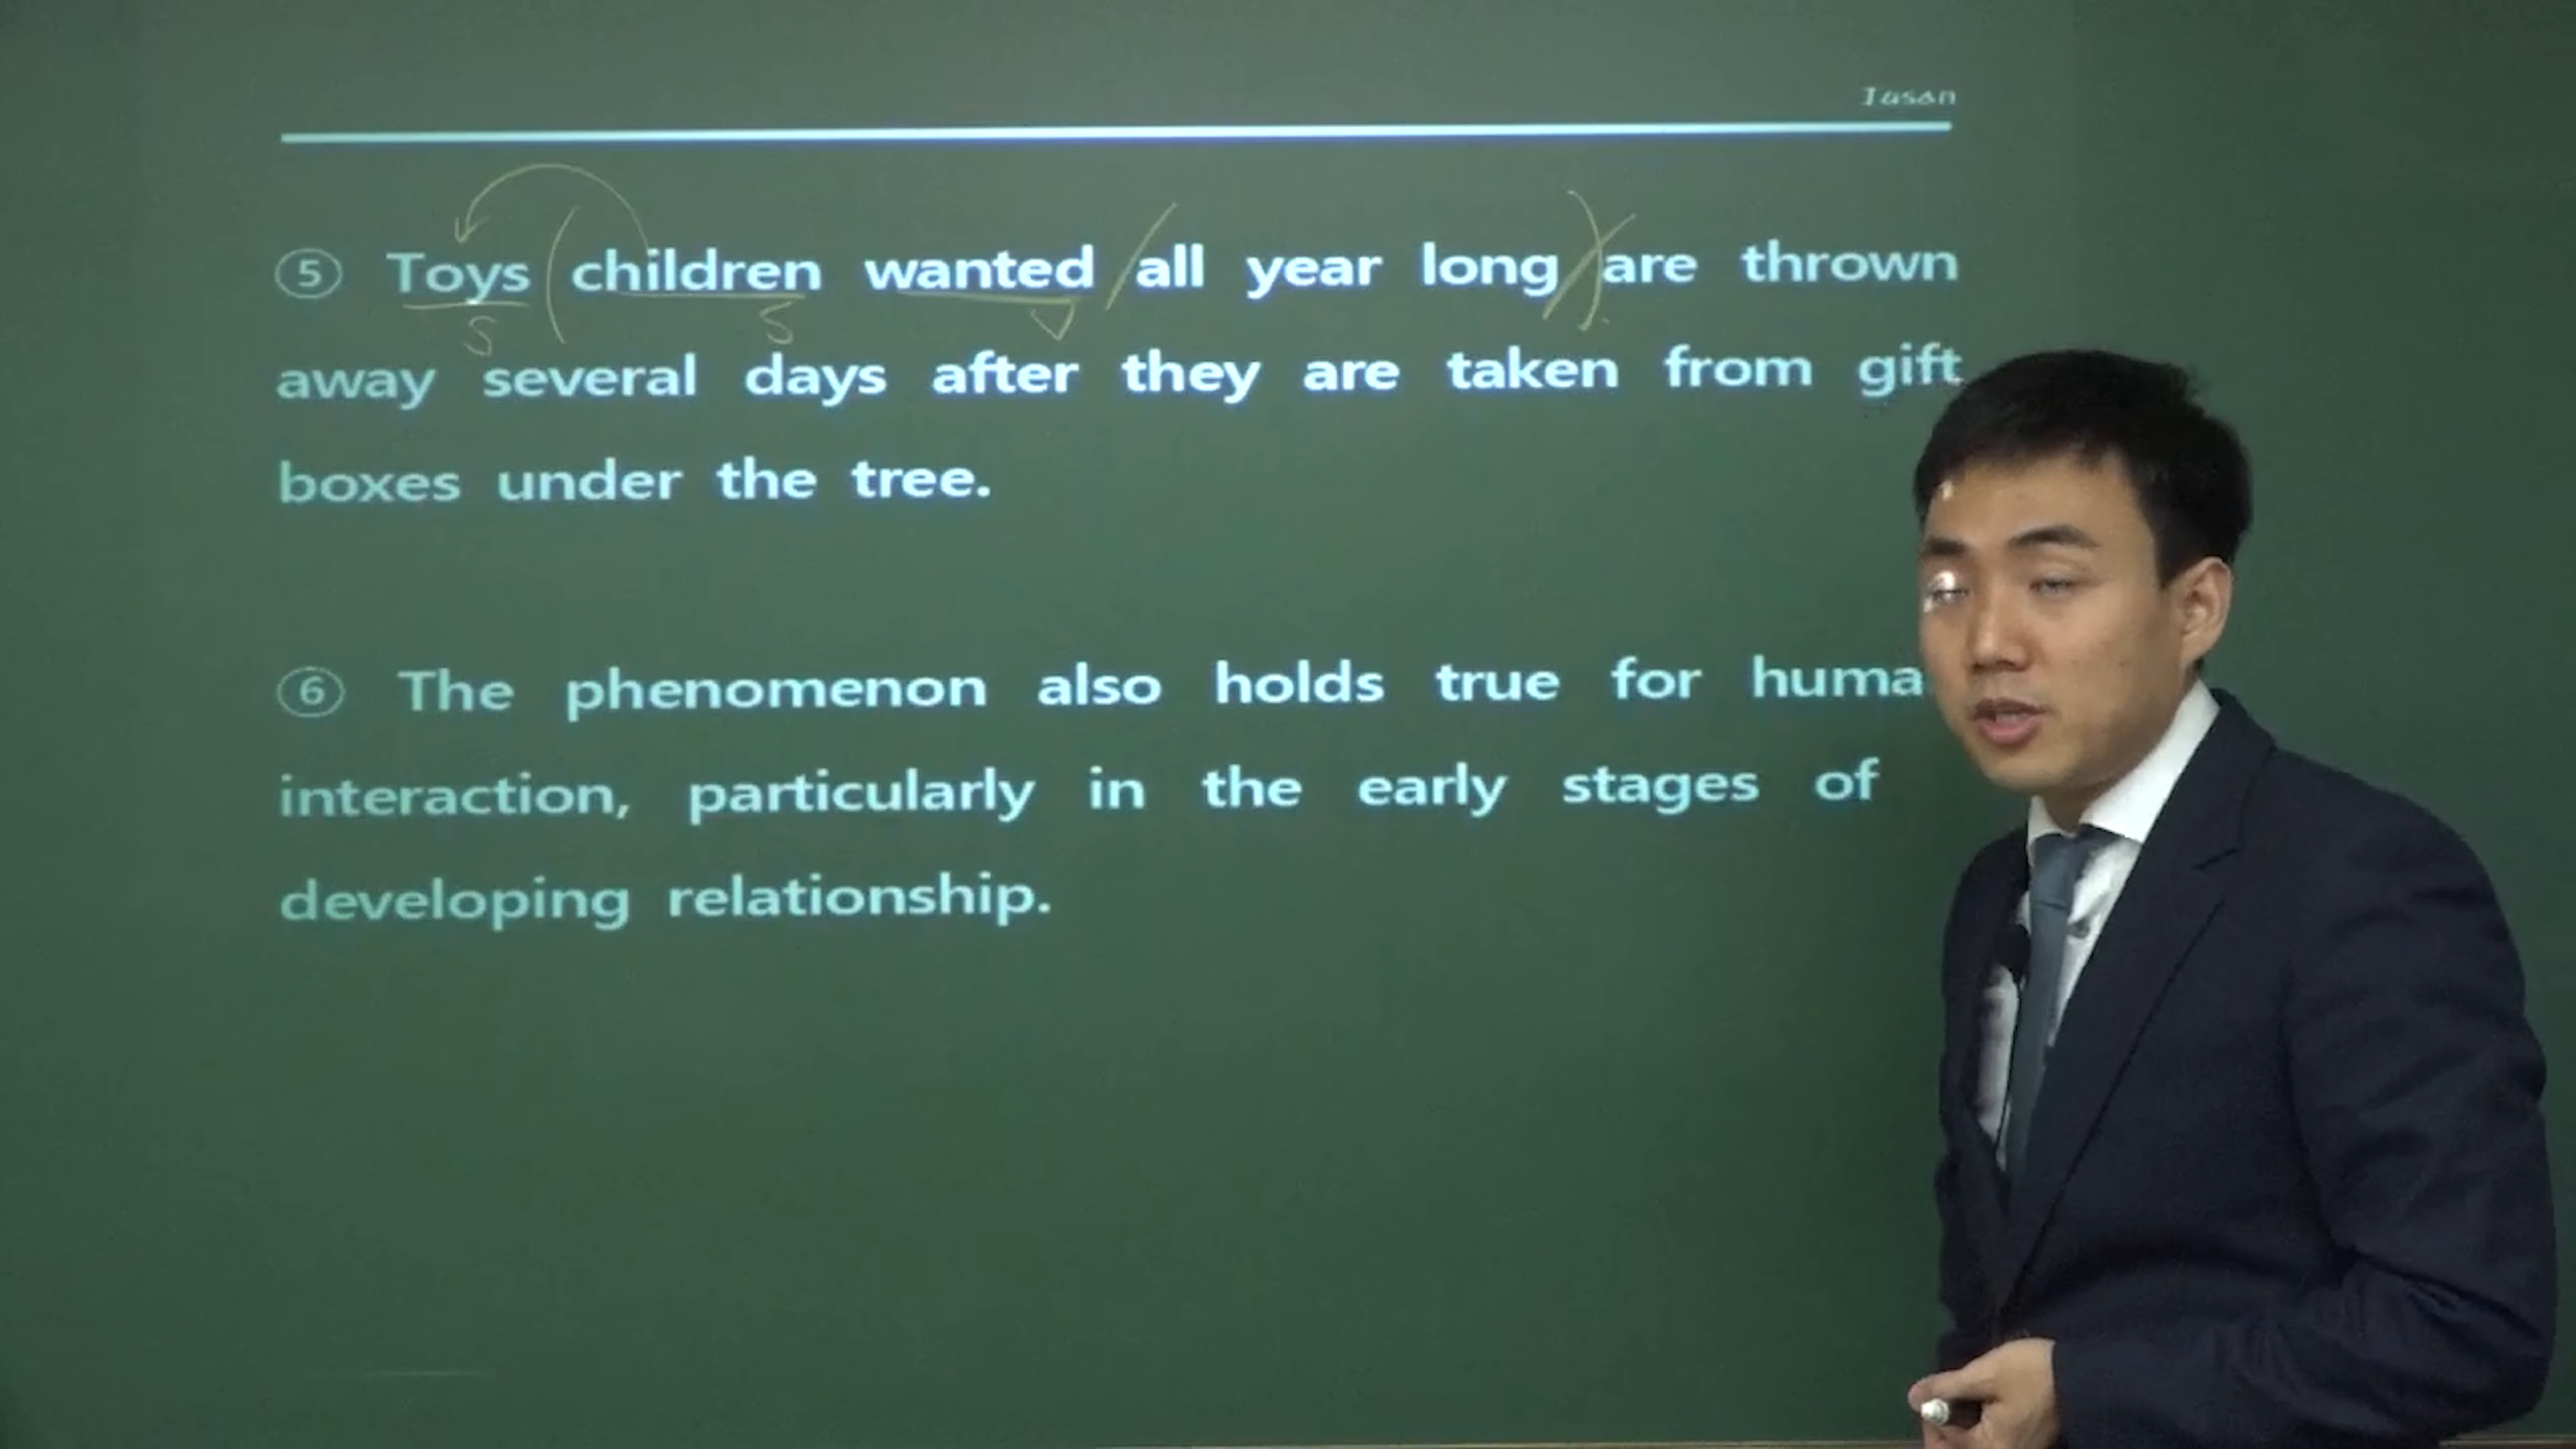 Jasan
⑤ Toys children wanted all year long are thrown
S S V
away several days after they are taken from gift
boxes under the tree.
⑥ The phenomenon also holds true for huma
interaction, particularly in the early stages of
developing relationship.